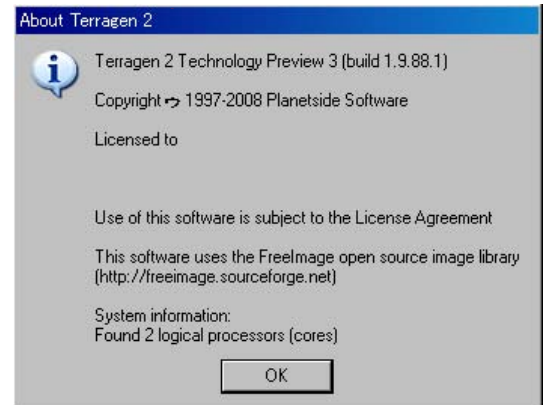 About Terragen 2
Terragen 2 Technology Preview 3 (build 1.9.88.1)
Copyright ｩ 1997-2008 Planetside Software
Licensed to
Use of this software is subject to the License Agreement
This software uses the FreeImage open source image library
(http://freeimage.sourceforge.net)
System information:
Found 2 logical processors (cores)
OK